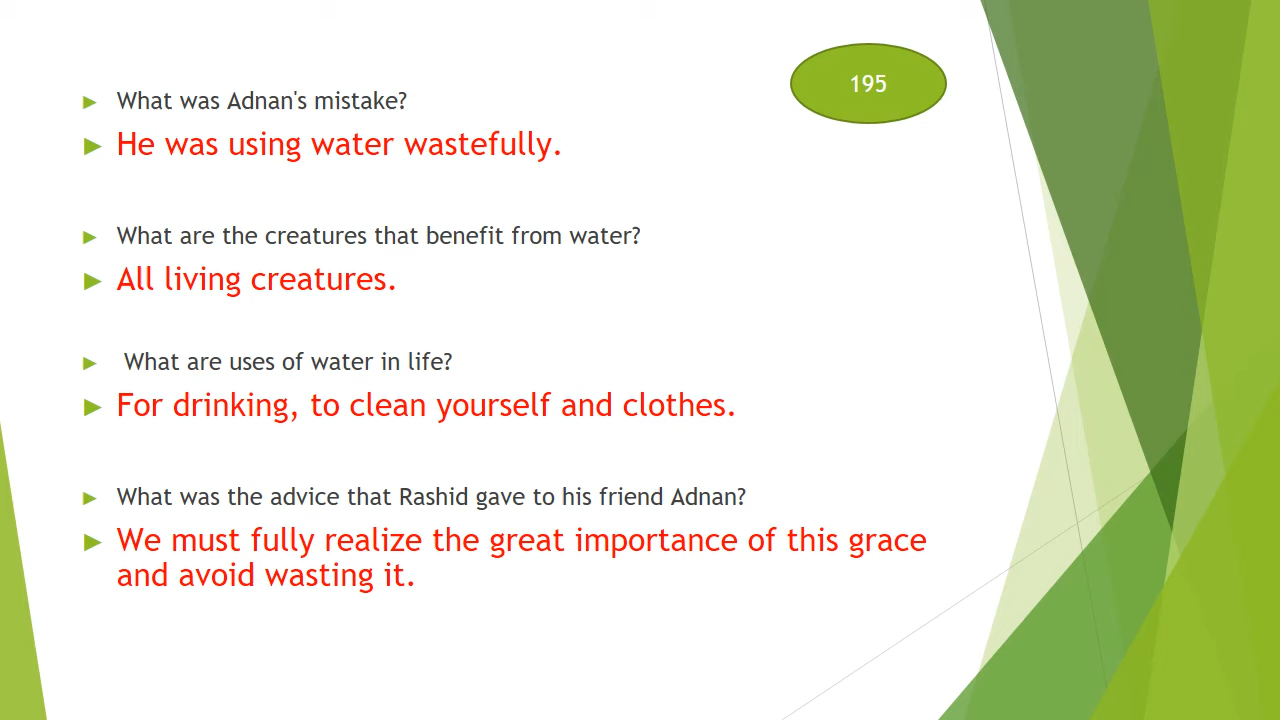 195
What was Adnan's mistake?
He was using water wastefully.
What are the creatures that benefit from water?
All living creatures.
What are uses of water in life?
For drinking, to clean yourself and clothes.
What was the advice that Rashid gave to his friend Adnan?
We must fully realize the great importance of this grace
and avoid wasting it.